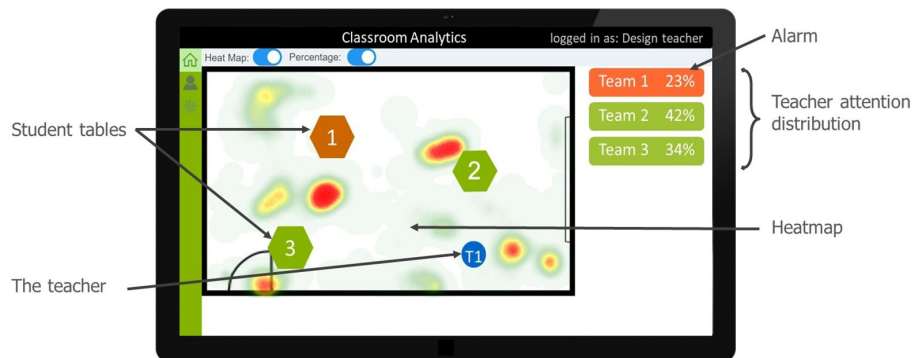 Classroom Analytics
logged in as: Design teacher
Heat Map:
Percentage:
Alarm
Team 1 23%
Team 2 42%
Team 3 34%
Teacher attention
distribution
Student tables
1
2
3
T1
Heatmap
The teacher